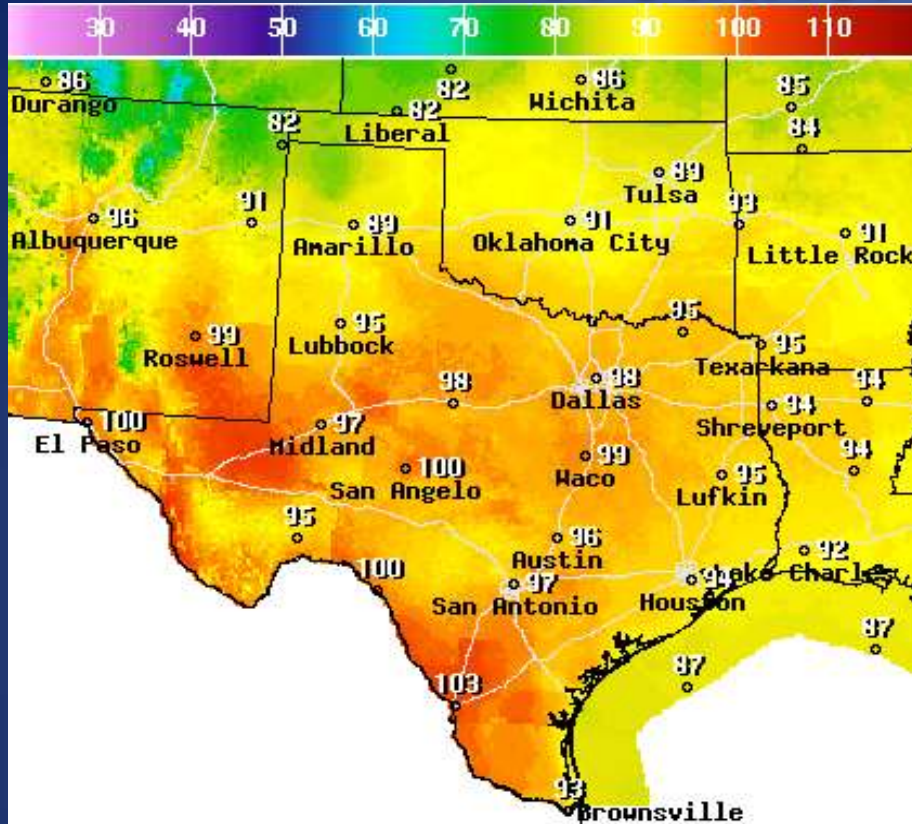 30 40 50 60 70 80 90 100 110
86 82 86 85
Durango Wichita
82 82 84
Liberal
89
Tulsa
96 91 89 91 93 91
Albuquerque Amarillo Oklahoma City Little Rock
99 95 95 95
Roswell Lubbock Texarkana
98 98 94 94
Dallas Shreveport
100 97
El Paso Midland
100 99 95 94
San Angelo Waco Lufkin
95 96 92
Austin
100 97 94 Lake Charles
San Antonio Houston
87
103 87
93
Brownsville